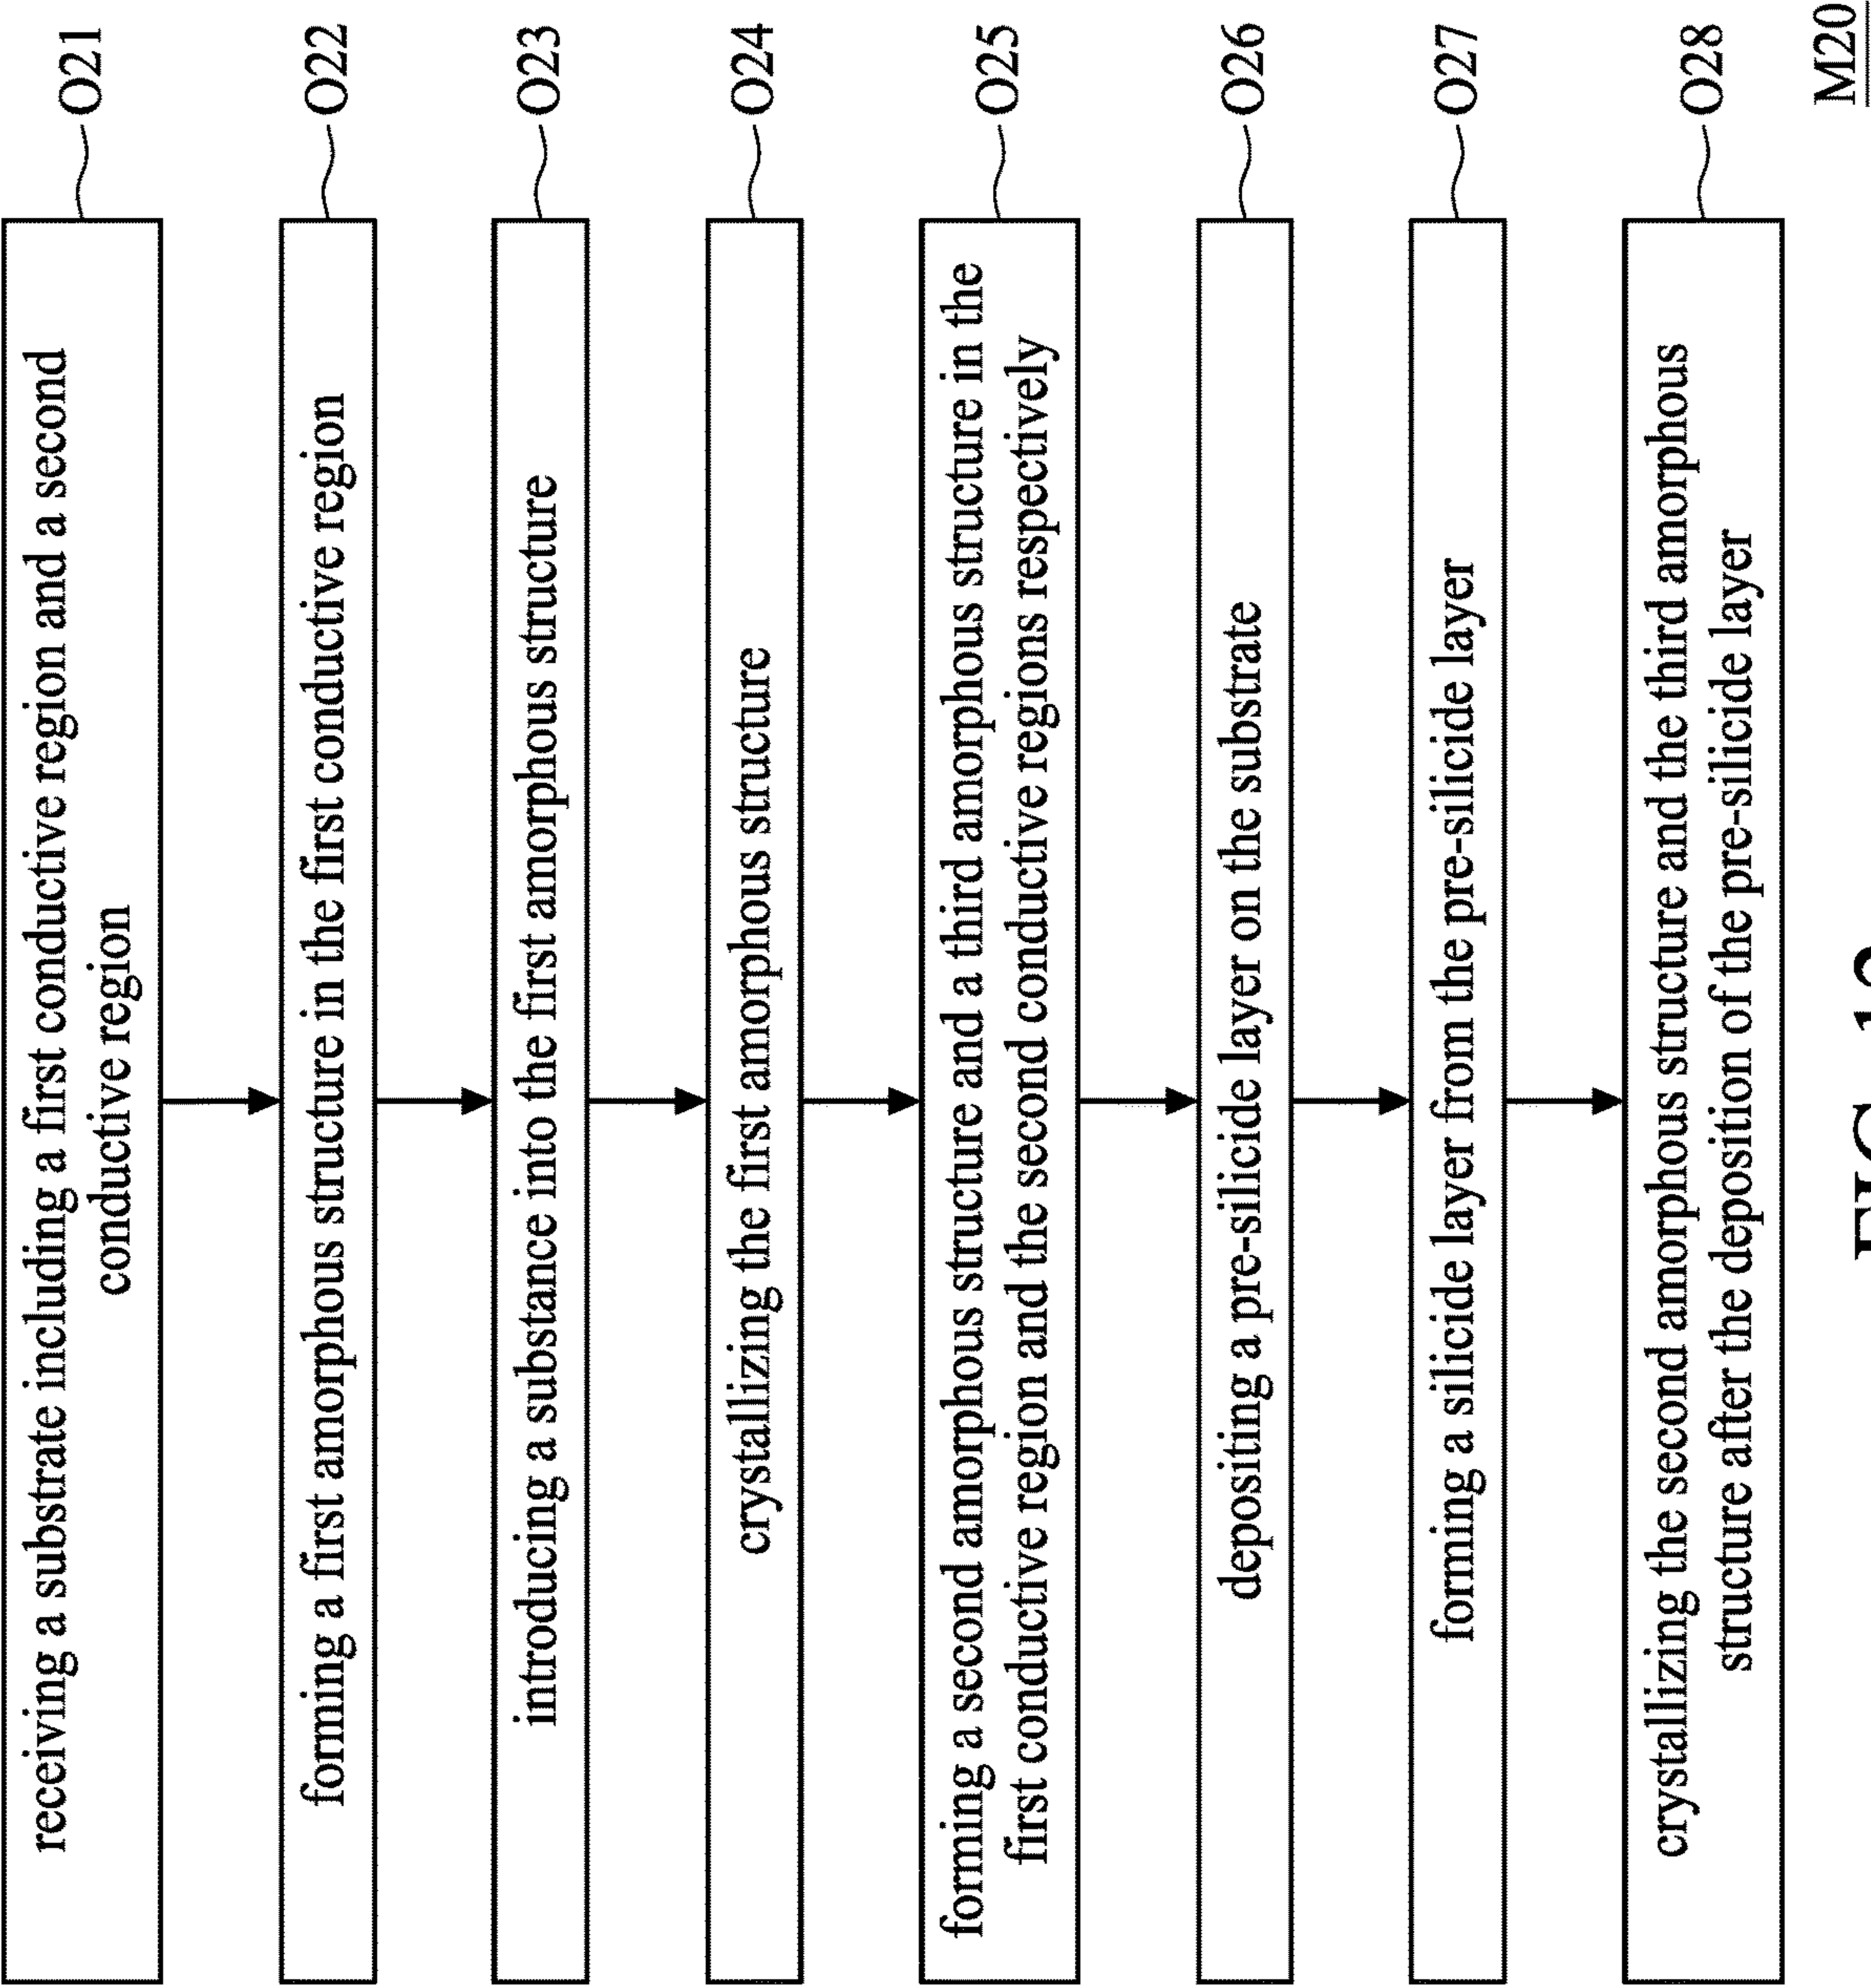 receiving a substrate including a first conductive region and a second
conductive region
O21
forming a first amorphous structure in the first conductive region
O22
introducing a substance into the first amorphous structure
O23
crystallizing the first amorphous structure
O24
forming a second amorphous structure and a third amorphous structure in the
first conductive region and the second conductive regions respectively
O25
depositing a pre-silicide layer on the substrate
O26
forming a silicide layer from the pre-silicide layer
O27
crystallizing the second amorphous structure and the third amorphous
structure after the deposition of the pre-silicide layer
O28
M20